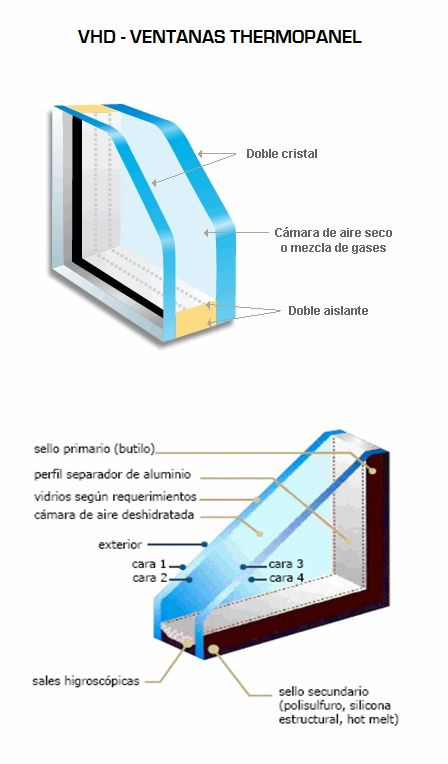 VHD - VENTANAS THERMOPANEL
Doble cristal
Cámara de aire seco
o mezcla de gases
Doble aislante
sello primario (butilo)
perfil separador de aluminio
vidrios según requerimientos
cámara de aire deshidratada
exterior
cara 1
cara 3
cara 2
cara 4
sales higroscópicas
sello secundario
(polisulfuro, silicona
estructural, hot melt)